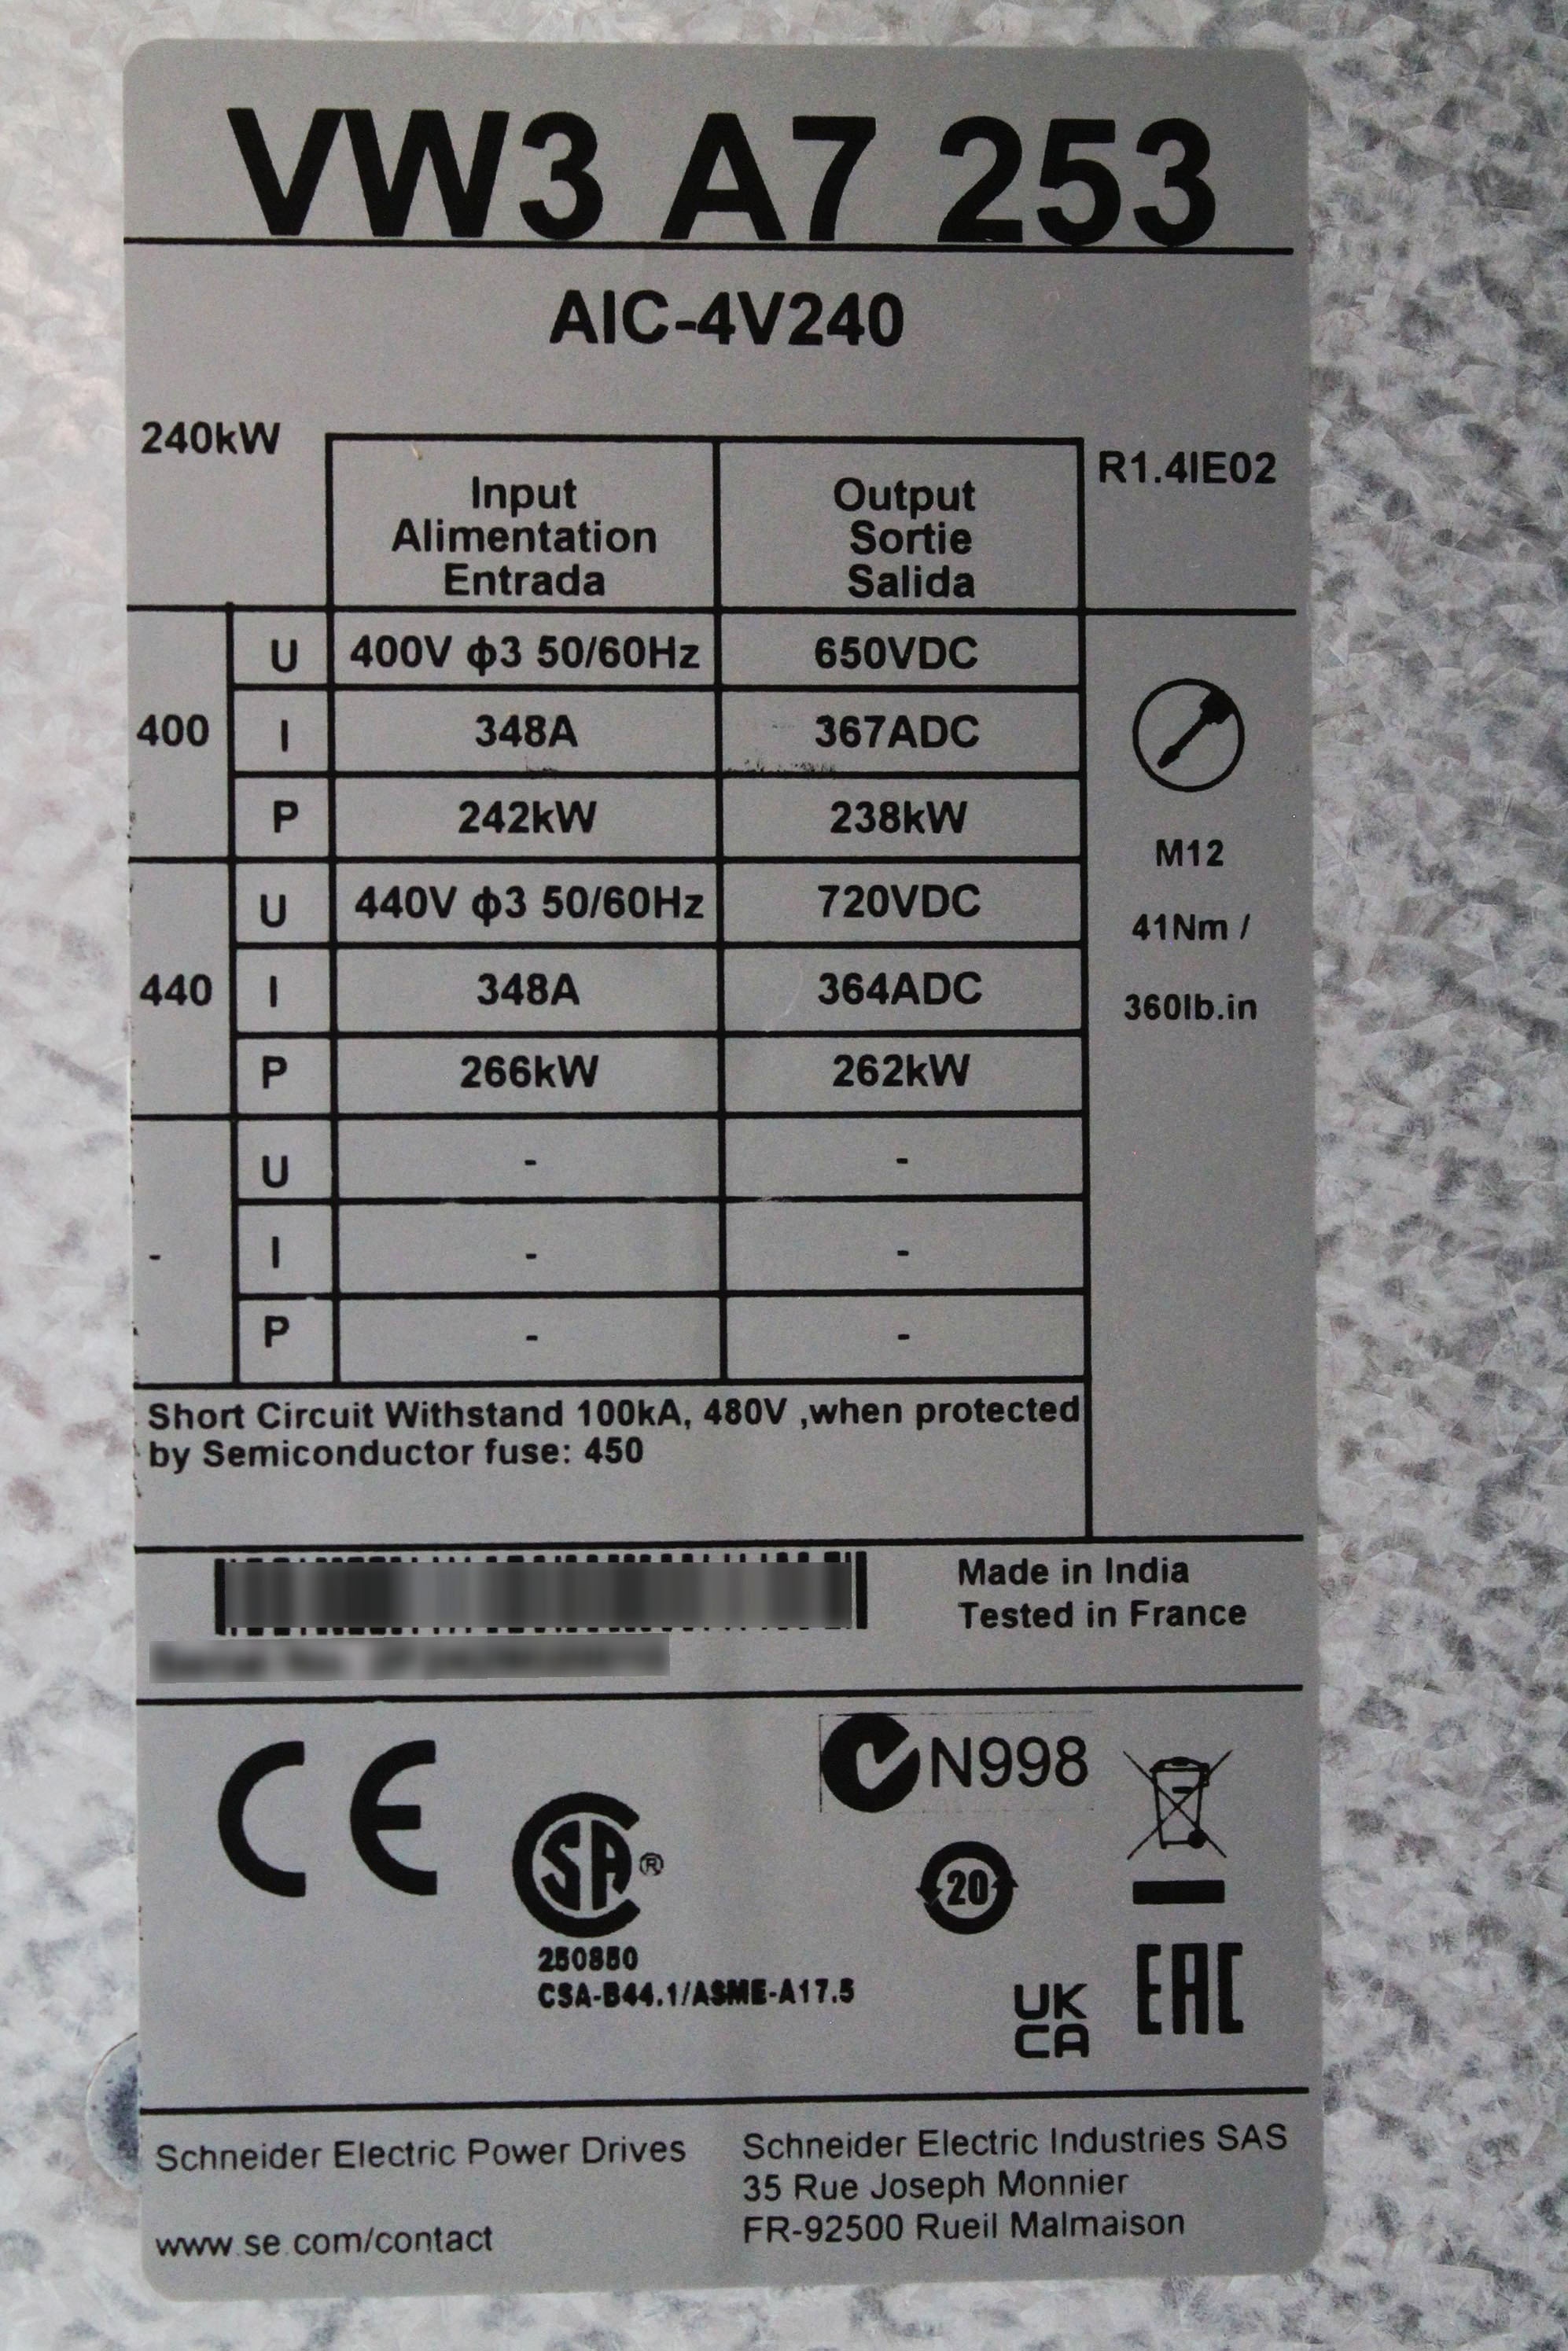 VW3 A7 253
AIC-4V240
240kW
Input
Alimentation
Entrada
Output
Sortie
Salida
R1.4IE02
400
U 400V ϕ3 50/60Hz 650VDC
I 348A 367ADC
P 242kW 238kW
440
U 440V ϕ3 50/60Hz 720VDC
I 348A 364ADC
P 266kW 262kW
-
U - -
I - -
P - -
M12
41Nm /
360lb.in
Short Circuit Withstand 100kA, 480V ,when protected
by Semiconductor fuse: 450
Made in India
Tested in France
CE
SA ®
250850
CSA-B44.1/ASME-A17.5
N998
20
UK
CA
EAC
Schneider Electric Power Drives
www.se.com/contact
Schneider Electric Industries SAS
35 Rue Joseph Monnier
FR-92500 Rueil Malmaison